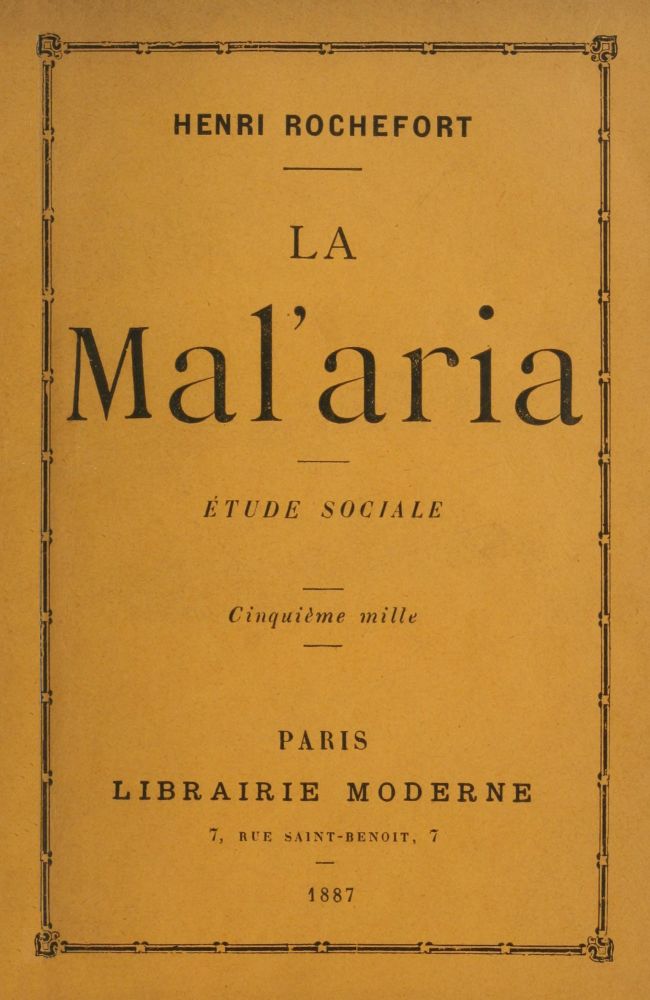 HENRI ROCHEFORT
LA
Mal'aria
ÉTUDE SOCIALE
Cinquième mille
PARIS
LIBRAIRIE MODERNE
7, RUE SAINT-BENOIT, 7
1887